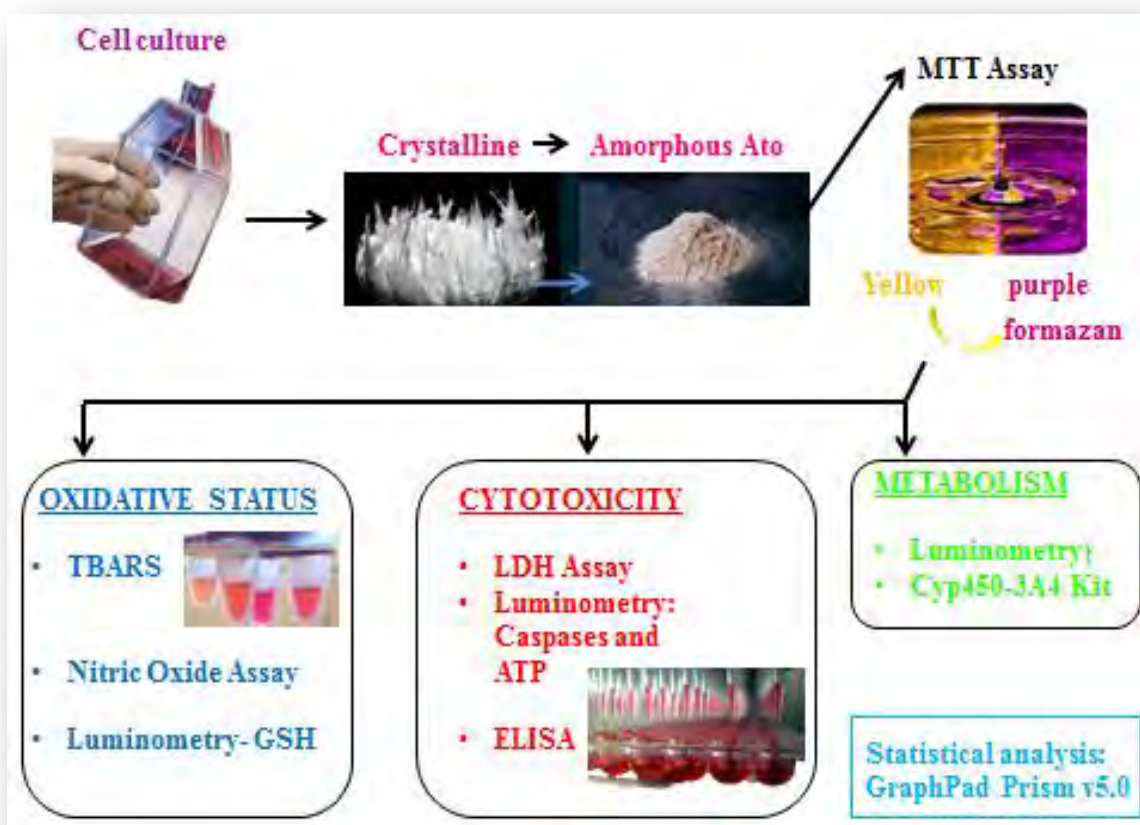 Cell culture
MTT Assay
Crystalline → Amorphous Ato
Yellow purple
formazan
OXIDATIVE STATUS
• TBARS
• Nitric Oxide Assay
• Luminometry- GSH
CYTOTOXICITY
• LDH Assay
• Luminometry:
Caspases and
ATP
• ELISA
METABOLISM
• Luminometry:
• Cyp450-3A4 Kit
Statistical analysis:
GraphPad Prism v5.0